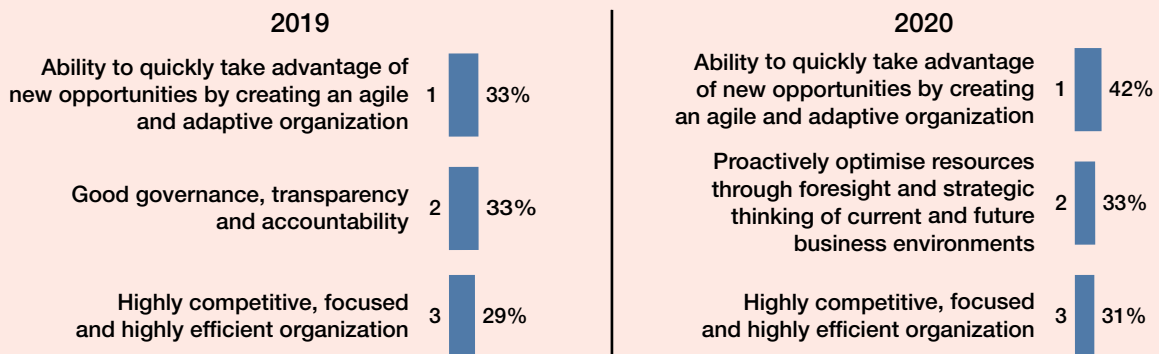 2019
Ability to quickly take advantage of
new opportunities by creating an agile
and adaptive organization
1
33%
Good governance, transparency
and accountability
2
33%
Highly competitive, focused
and highly efficient organization
3
29%
2020
Ability to quickly take advantage
of new opportunities by creating
an agile and adaptive organization
1
42%
Proactively optimise resources
through foresight and strategic
thinking of current and future
business environments
2
33%
Highly competitive, focused
and highly efficient organization
3
31%